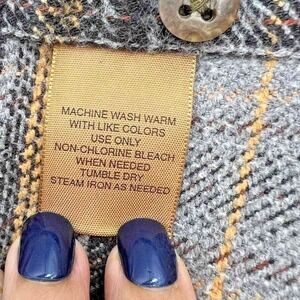 MACHINE WASH WARM
WITH LIKE COLORS
USE ONLY
NON-CHLORINE BLEACH
WHEN NEEDED
TUMBLE DRY
STEAM IRON AS NEEDED